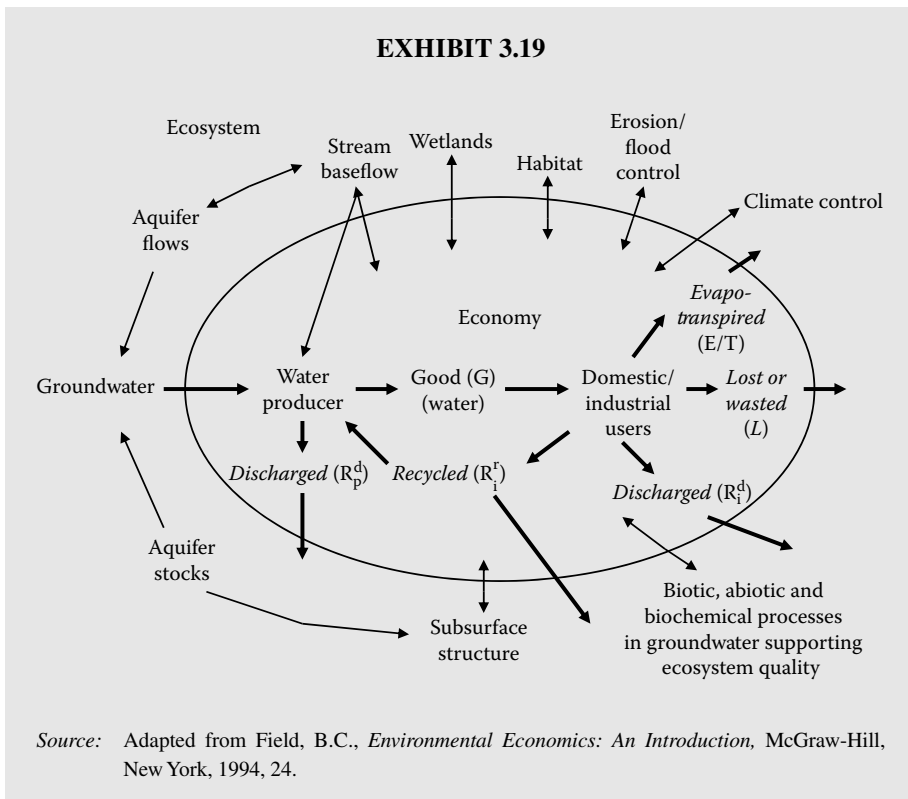 EXHIBIT 3.19
Ecosystem
Stream
baseflow
Wetlands
Habitat
Erosion/
flood
control
Climate control
Aquifer
flows
Evapo-
transpired
(E/T)
Economy
Groundwater
Water
producer
Good (G)
(water)
Domestic/
industrial
users
Lost or
wasted
(L)
Discharged (R_p^d)
Recycled (R_i^r)
Discharged (R_i^d)
Aquifer
stocks
Subsurface
structure
Biotic, abiotic and
biochemical processes
in groundwater supporting
ecosystem quality
Source: Adapted from Field, B.C., Environmental Economics: An Introduction, McGraw-Hill,
New York, 1994, 24.